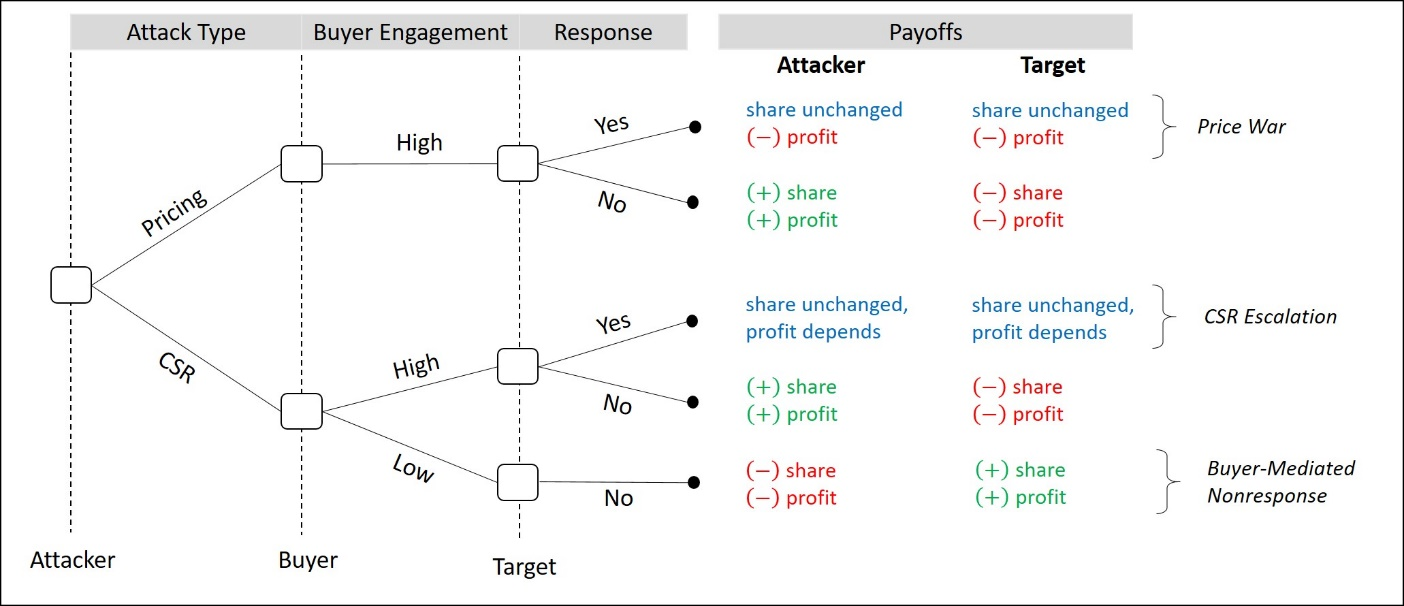 Attack Type
Buyer Engagement
Response
Payoffs
Attacker
Target
Pricing
CSR
High
High
Low
Yes
No
Yes
No
No
share unchanged
(−) profit
share unchanged
(−) profit
Price War
(+) share
(+) profit
(−) share
(−) profit
share unchanged,
profit depends
share unchanged,
profit depends
CSR Escalation
(+) share
(+) profit
(−) share
(−) profit
(−) share
(−) profit
(+) share
(+) profit
Buyer-Mediated
Nonresponse
Attacker
Buyer
Target